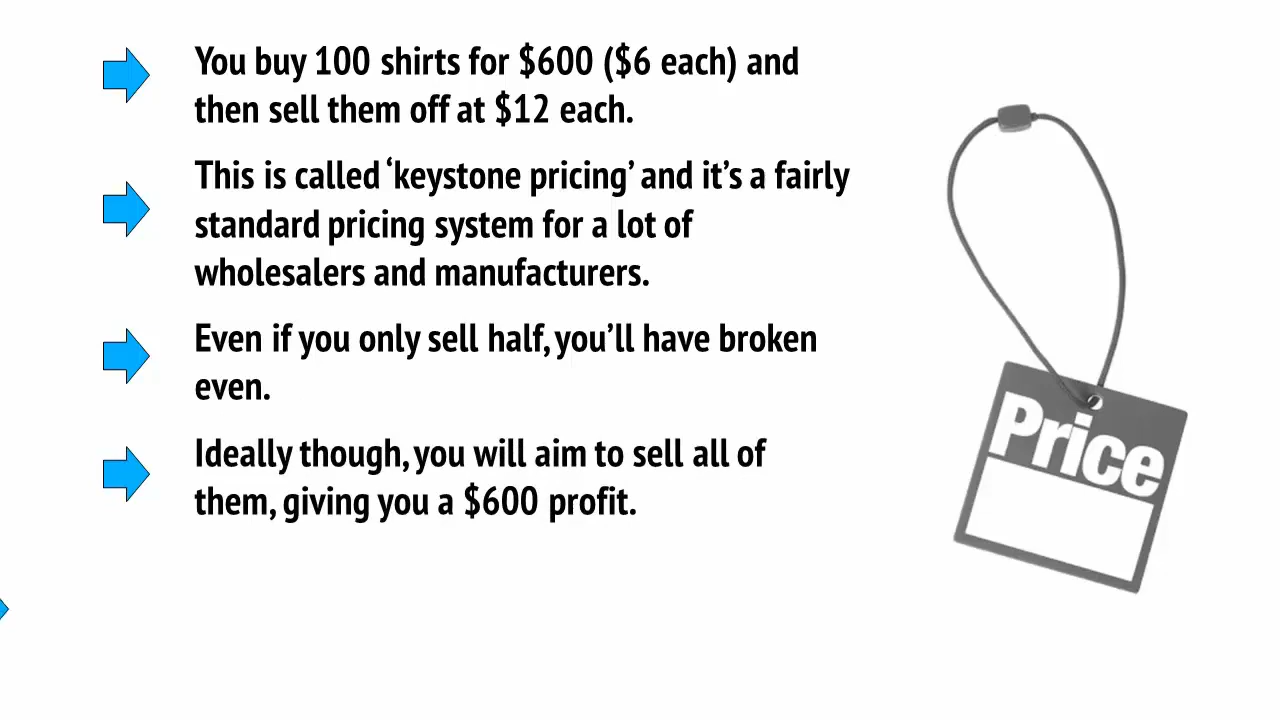 You buy 100 shirts for $600 ($6 each) and
then sell them off at $12 each.
This is called ‘keystone pricing’ and it’s a fairly
standard pricing system for a lot of
wholesalers and manufacturers.
Even if you only sell half, you’ll have broken
even.
Ideally though, you will aim to sell all of
them, giving you a $600 profit.
Price